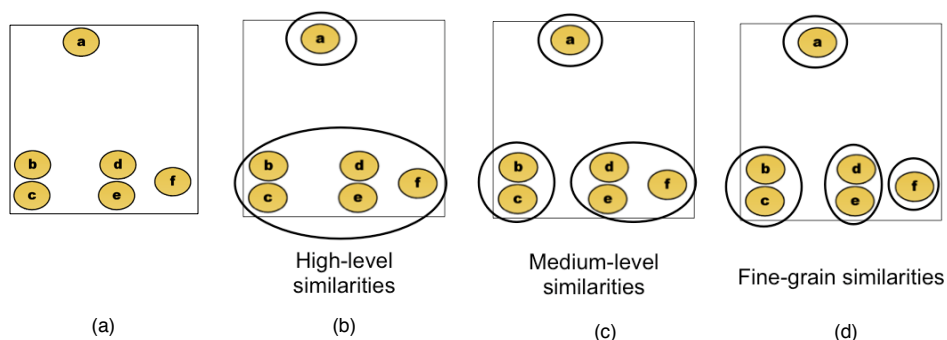 a
b
d
f
c
e
a
b
d
f
c
e
High-level
similarities
a
b
d
f
c
e
Medium-level
similarities
a
b
d
f
c
e
Fine-grain similarities
(a)
(b)
(c)
(d)